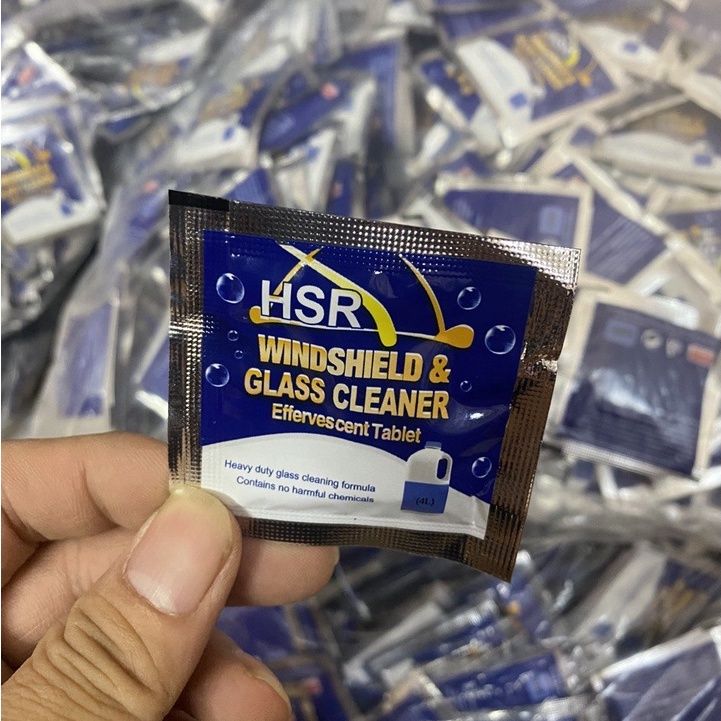 HSR
WINDSHIELD &
GLASS CLEANER
Effervescent Tablet
Heavy duty glass cleaning formula
Contains no harmful chemicals
(4L)